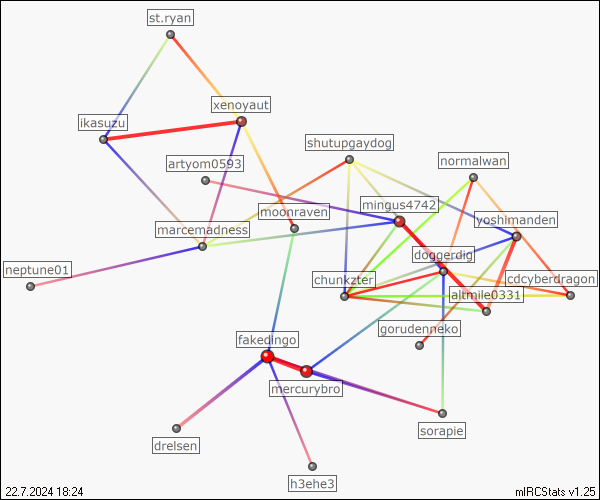 st.ryan
xenoyaut
ikasuzu
shutupgaydog
normalwan
artyom0593
mingus4742
moonraven
yoshimanden
marcemadness
doggerdig
neptune01
chunkzter
cdcyberdragon
altmile0331
gorudenneko
fakedingo
mercurybro
sorapie
drelsen
h3ehe3
22.7.2024 18:24
mIRCStats v1.25